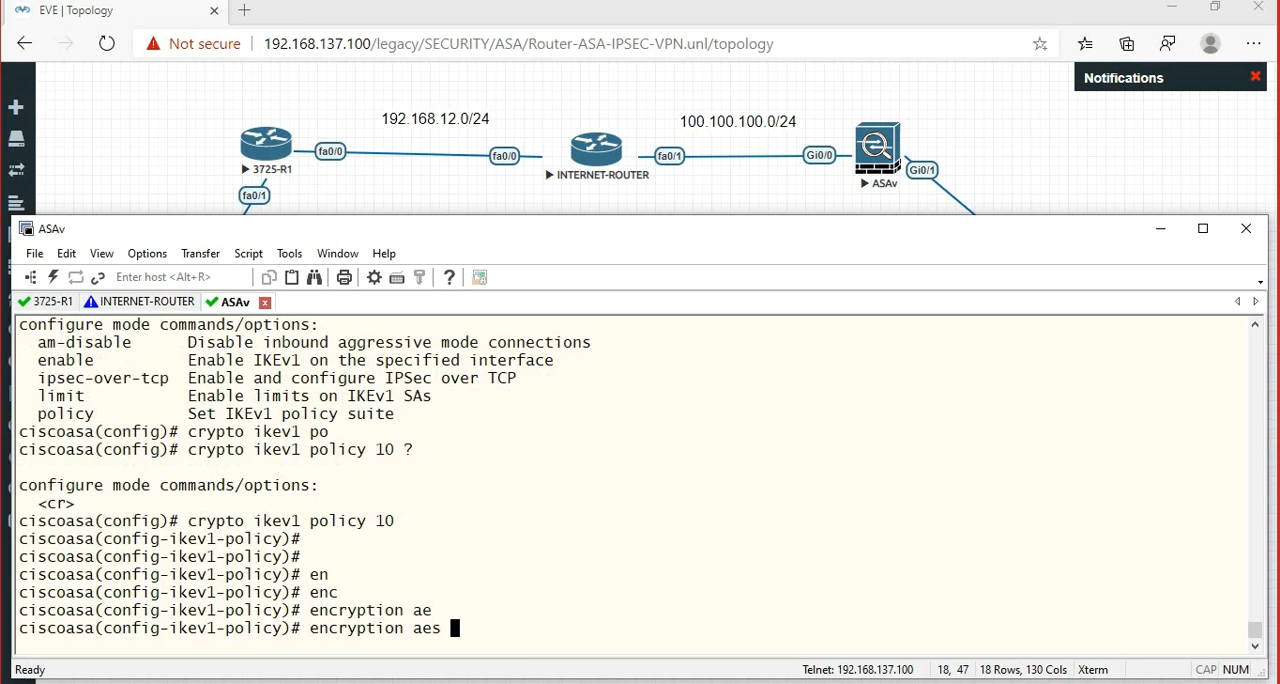 EVE | Topology
Not secure
192.168.137.100/legacy/SECURITY/ASA/Router-ASA-IPSEC-VPN.unl/topology
Notifications
192.168.12.0/24
100.100.100.0/24
fa0/0
fa0/0
fa0/1
Gi0/0
Gi0/1
3725-R1
INTERNET-ROUTER
ASAv
fa0/1
ASAv
File Edit View Options Transfer Script Tools Window Help
Enter host <Alt+R>
3725-R1 INTERNET-ROUTER ASAv
configure mode commands/options:
am-disable Disable inbound aggressive mode connections
enable Enable IKEv1 on the specified interface
ipsec-over-tcp Enable and configure IPSec over TCP
limit Enable limits on IKEv1 SAs
policy Set IKEv1 policy suite
ciscoasa(config)# crypto ikev1 po
ciscoasa(config)# crypto ikev1 policy 10 ?
configure mode commands/options:
<cr>
ciscoasa(config)# crypto ikev1 policy 10
ciscoasa(config-ikev1-policy)#
ciscoasa(config-ikev1-policy)#
ciscoasa(config-ikev1-policy)# en
ciscoasa(config-ikev1-policy)# enc
ciscoasa(config-ikev1-policy)# encryption ae
ciscoasa(config-ikev1-policy)# encryption aes
Ready
Telnet: 192.168.137.100 18, 47 18 Rows, 130 Cols Xterm CAP NUM